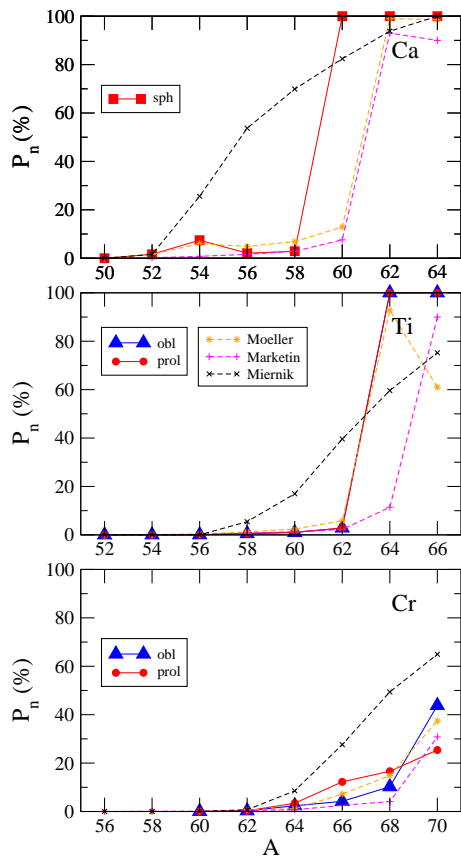 100
80
60
40
20
0
P_n (%)
sph
Ca
50 52 54 56 58 60 62 64
100
80
60
40
20
0
P_n (%)
obl
prol
Moeller
Marketin
Miernik
Ti
52 54 56 58 60 62 64 66
100
80
60
40
20
0
P_n (%)
obl
prol
Cr
56 58 60 62 64 66 68 70
A